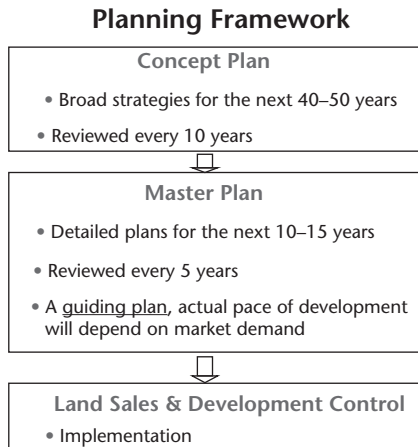 Planning Framework
Concept Plan
• Broad strategies for the next 40–50 years
• Reviewed every 10 years
Master Plan
• Detailed plans for the next 10–15 years
• Reviewed every 5 years
• A guiding plan, actual pace of development
will depend on market demand
Land Sales & Development Control
• Implementation